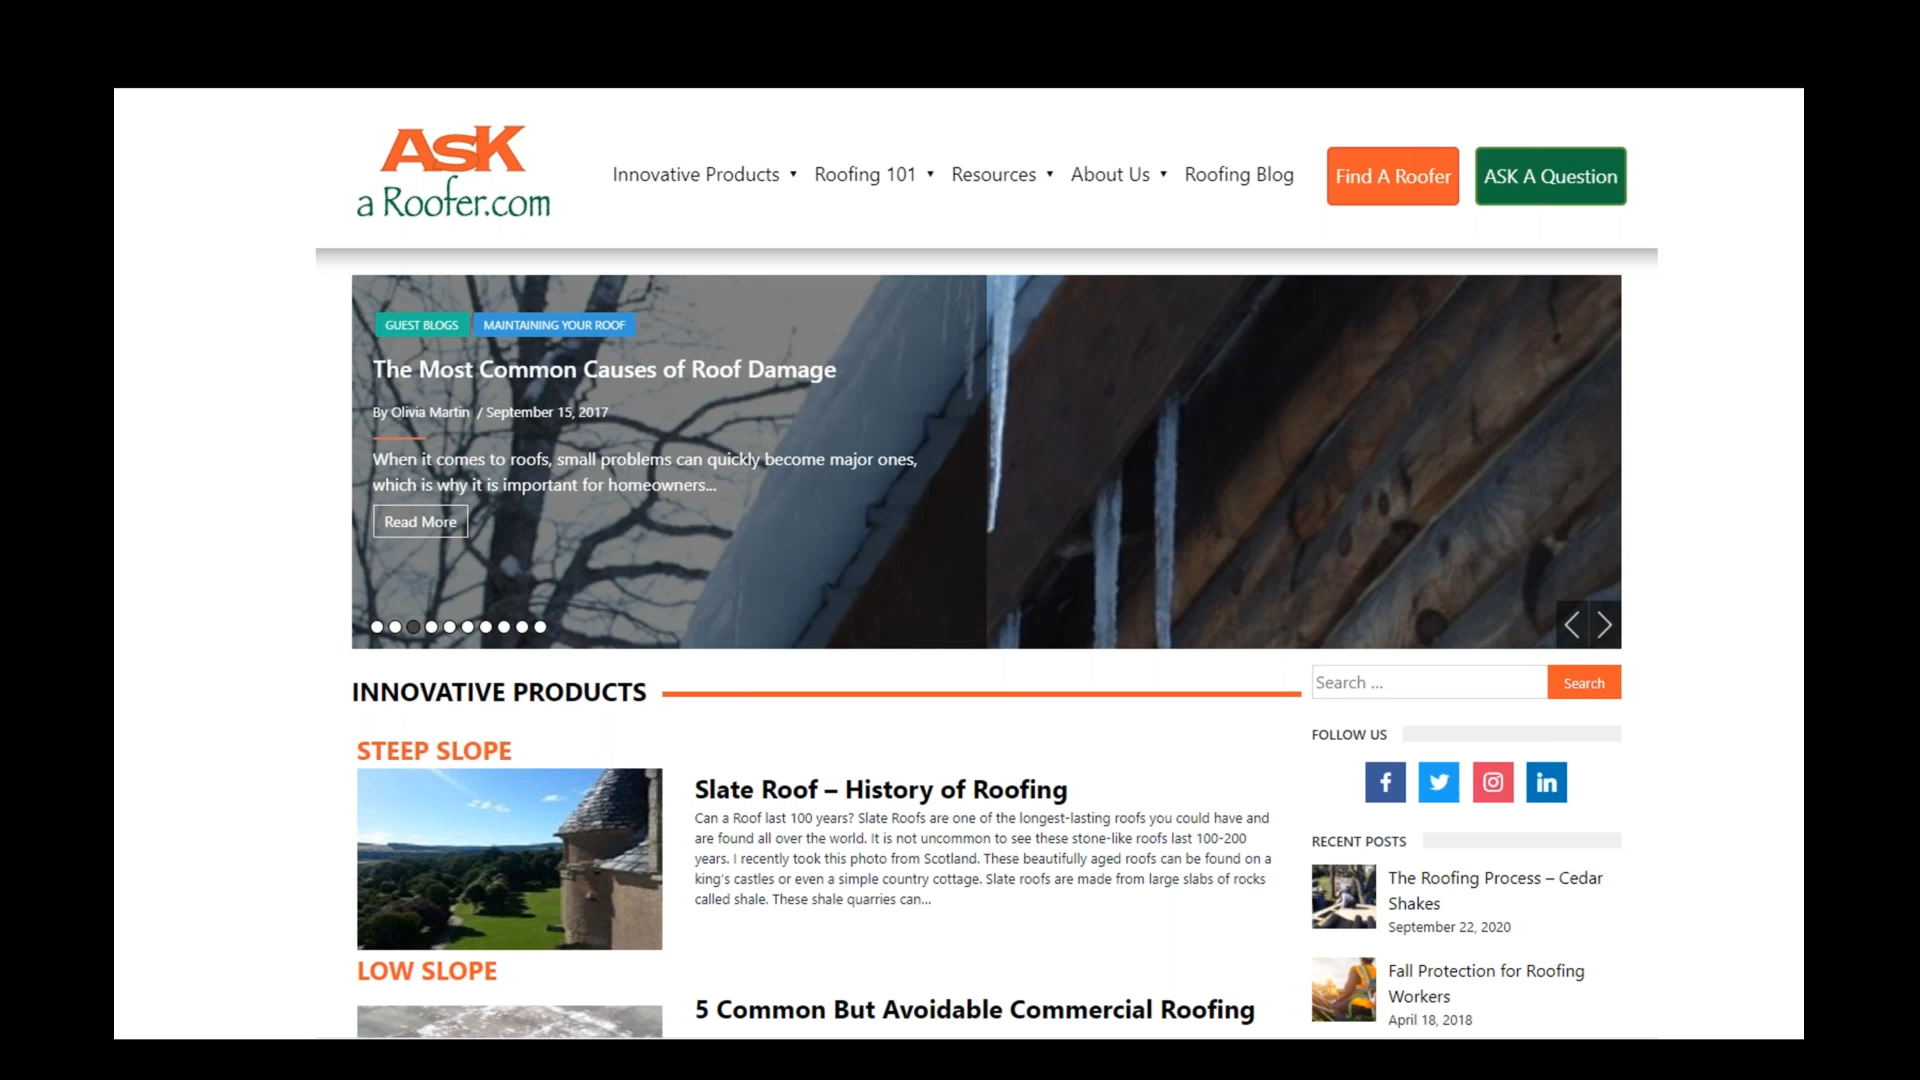 ASK
a Roofer.com
Innovative Products
Roofing 101
Resources
About Us
Roofing Blog
Find A Roofer
ASK A Question
GUEST BLOGS
MAINTAINING YOUR ROOF
The Most Common Causes of Roof Damage
By Olivia Martin / September 15, 2017
When it comes to roofs, small problems can quickly become major ones,
which is why it is important for homeowners...
Read More
INNOVATIVE PRODUCTS
STEEP SLOPE
Slate Roof – History of Roofing
Can a Roof last 100 years? Slate Roofs are one of the longest-lasting roofs you could have and
are found all over the world. It is not uncommon to see these stone-like roofs last 100-200
years. I recently took this photo from Scotland. These beautifully aged roofs can be found on a
king's castles or even a simple country cottage. Slate roofs are made from large slabs of rocks
called shale. These shale quarries can...
LOW SLOPE
5 Common But Avoidable Commercial Roofing
Search ...
Search
FOLLOW US
RECENT POSTS
The Roofing Process – Cedar
Shakes
September 22, 2020
Fall Protection for Roofing
Workers
April 18, 2018